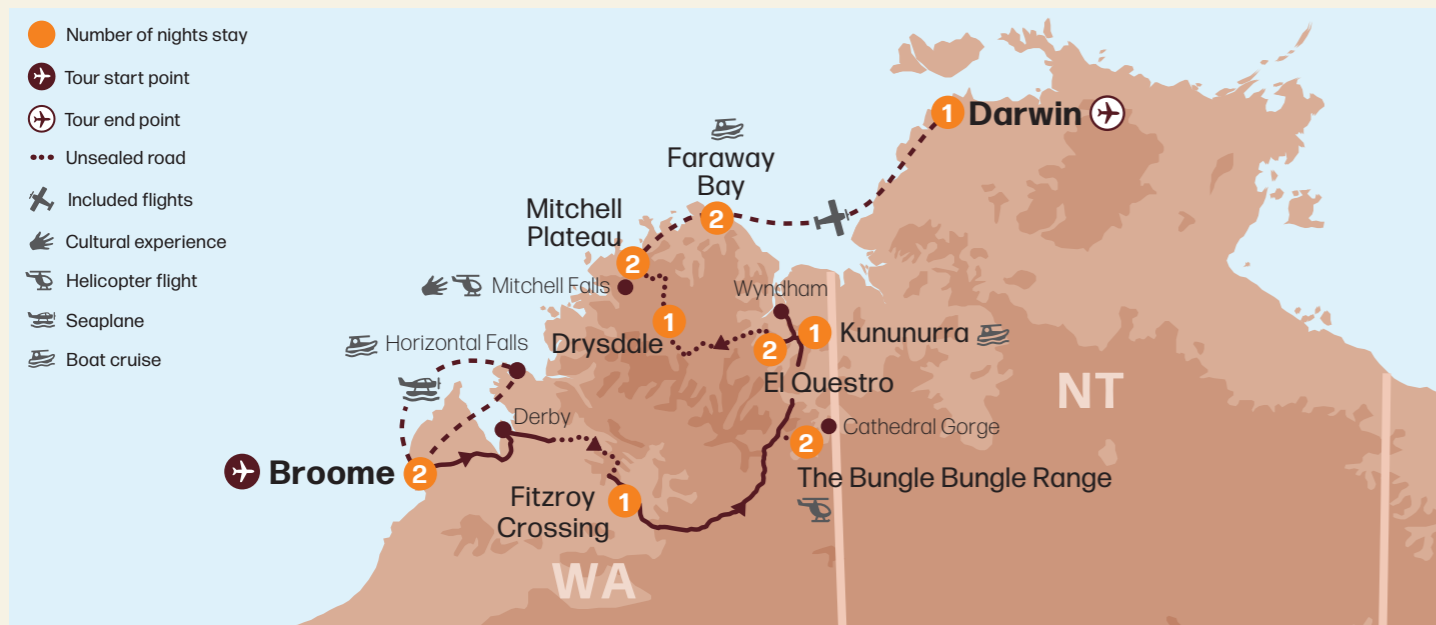 Number of nights stay
Tour start point
Tour end point
Unsealed road
Included flights
Cultural experience
Helicopter flight
Seaplane
Boat cruise
1 Darwin
Faraway
Bay
2
Mitchell
Plateau
2
Mitchell Falls
Wyndham
1
Drysdale
1 Kununurra
2
El Questro
Horizontal Falls
NT
Derby
Cathedral Gorge
2
The Bungle Bungle Range
Broome 2
Fitzroy
Crossing
1
WA